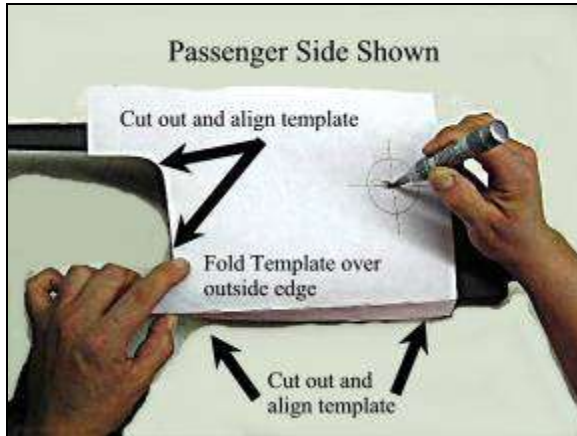 Passenger Side Shown
Cut out and align template
Fold Template over
outside edge
Cut out and
align template